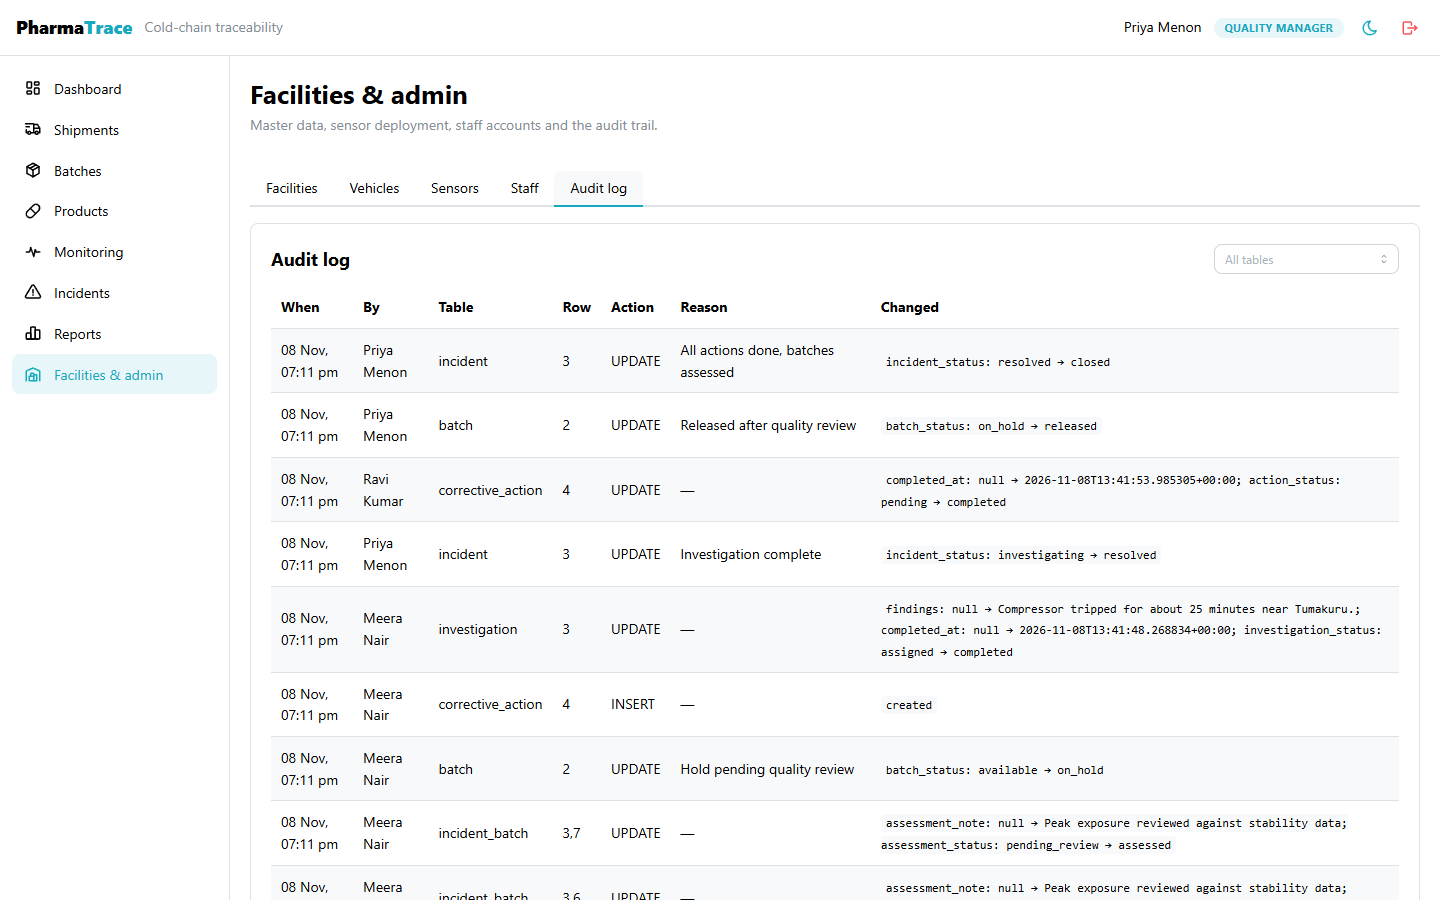 PharmaTrace Cold-chain traceability
Priya Menon QUALITY MANAGER
Dashboard
Shipments
Batches
Products
Monitoring
Incidents
Reports
Facilities & admin
Facilities & admin
Master data, sensor deployment, staff accounts and the audit trail.
Facilities Vehicles Sensors Staff Audit log
Audit log
All tables
When By Table Row Action Reason Changed
08 Nov, 07:11 pm Priya Menon incident 3 UPDATE All actions done, batches assessed incident_status: resolved → closed
08 Nov, 07:11 pm Priya Menon batch 2 UPDATE Released after quality review batch_status: on_hold → released
08 Nov, 07:11 pm Ravi Kumar corrective_action 4 UPDATE — completed_at: null → 2026-11-08T13:41:53.985305+00:00; action_status: pending → completed
08 Nov, 07:11 pm Priya Menon incident 3 UPDATE Investigation complete incident_status: investigating → resolved
08 Nov, 07:11 pm Meera Nair investigation 3 UPDATE — findings: null → Compressor tripped for about 25 minutes near Tumakuru.; completed_at: null → 2026-11-08T13:41:48.268834+00:00; investigation_status: assigned → completed
08 Nov, 07:11 pm Meera Nair corrective_action 4 INSERT — created
08 Nov, 07:11 pm Meera Nair batch 2 UPDATE Hold pending quality review batch_status: available → on_hold
08 Nov, 07:11 pm Meera Nair incident_batch 3,7 UPDATE — assessment_note: null → Peak exposure reviewed against stability data; assessment_status: pending_review → assessed
08 Nov, Meera incident_batch 3,6 UPDATE — assessment_note: null → Peak exposure reviewed against stability data;